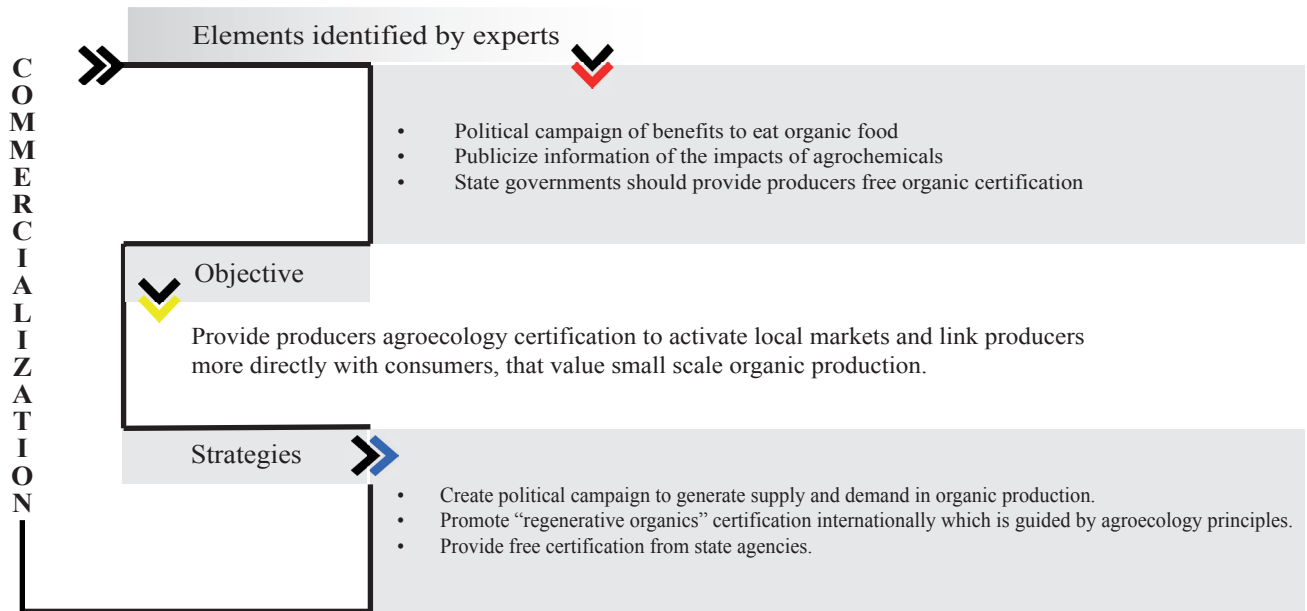 COMMERCIALIZATION
Elements identified by experts
• Political campaign of benefits to eat organic food
• Publicize information of the impacts of agrochemicals
• State governments should provide producers free organic certification
Objective
Provide producers agroecology certification to activate local markets and link producers
more directly with consumers, that value small scale organic production.
Strategies
• Create political campaign to generate supply and demand in organic production.
• Promote “regenerative organics” certification internationally which is guided by agroecology principles.
• Provide free certification from state agencies.